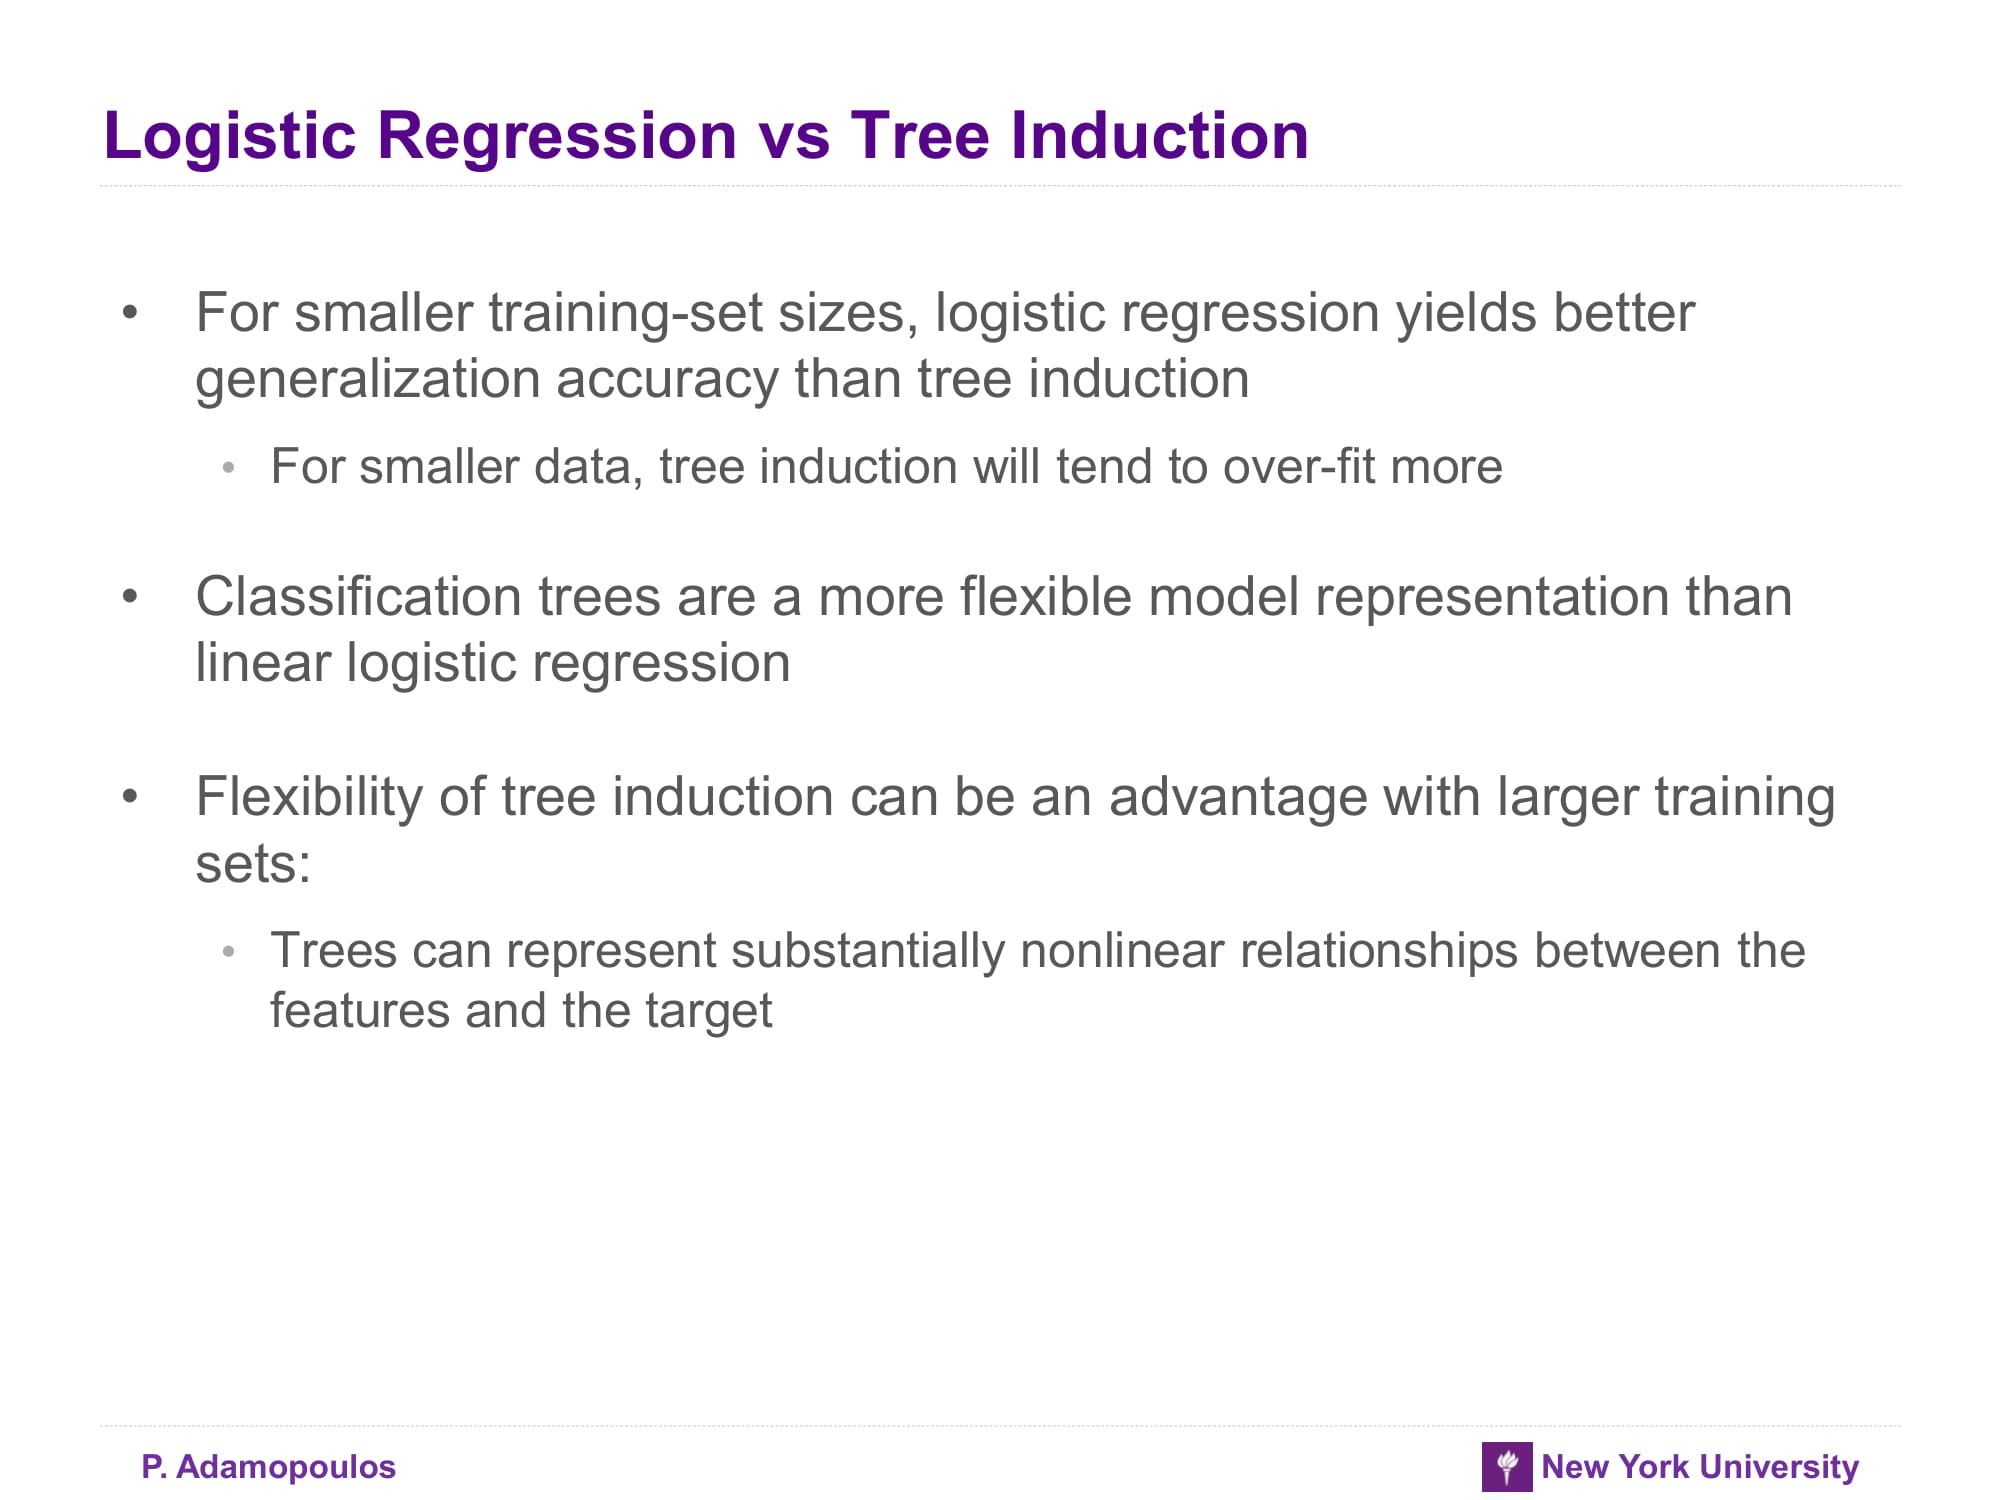 Logistic Regression vs Tree Induction
• For smaller training-set sizes, logistic regression yields better
generalization accuracy than tree induction
• For smaller data, tree induction will tend to over-fit more
• Classification trees are a more flexible model representation than
linear logistic regression
• Flexibility of tree induction can be an advantage with larger training
sets:
• Trees can represent substantially nonlinear relationships between the
features and the target
P. Adamopoulos
New York University